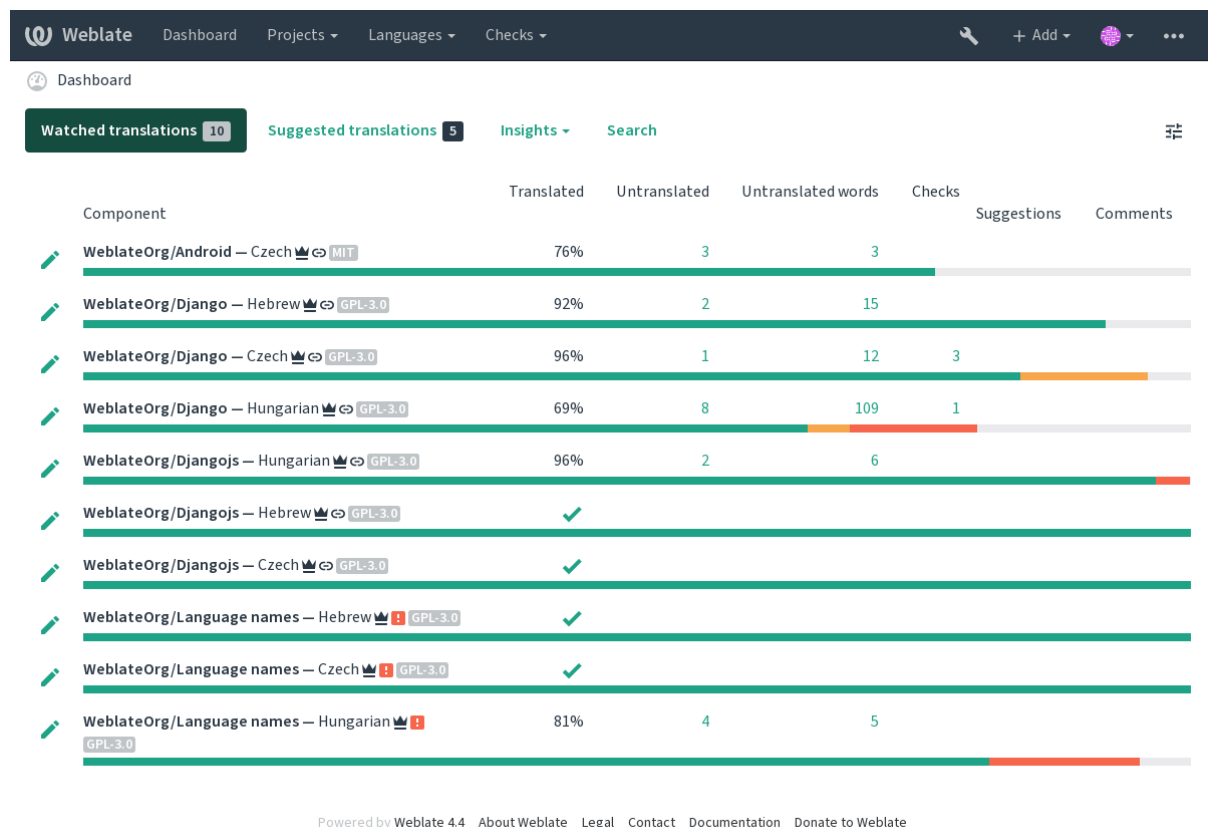 Weblate Dashboard Projects Languages Checks + Add •••
Dashboard
Watched translations 10 Suggested translations 5 Insights Search
Translated Untranslated Untranslated words Checks
Component Suggestions Comments
WeblateOrg/Android — Czech MIT 76% 3 3
WeblateOrg/Django — Hebrew GPL-3.0 92% 2 15
WeblateOrg/Django — Czech GPL-3.0 96% 1 12 3
WeblateOrg/Django — Hungarian GPL-3.0 69% 8 109 1
WeblateOrg/Djangojs — Hungarian GPL-3.0 96% 2 6
WeblateOrg/Djangojs — Hebrew GPL-3.0
WeblateOrg/Djangojs — Czech GPL-3.0
WeblateOrg/Language names — Hebrew ! GPL-3.0
WeblateOrg/Language names — Czech ! GPL-3.0
WeblateOrg/Language names — Hungarian ! 81% 4 5
GPL-3.0
Powered by Weblate 4.4 About Weblate Legal Contact Documentation Donate to Weblate